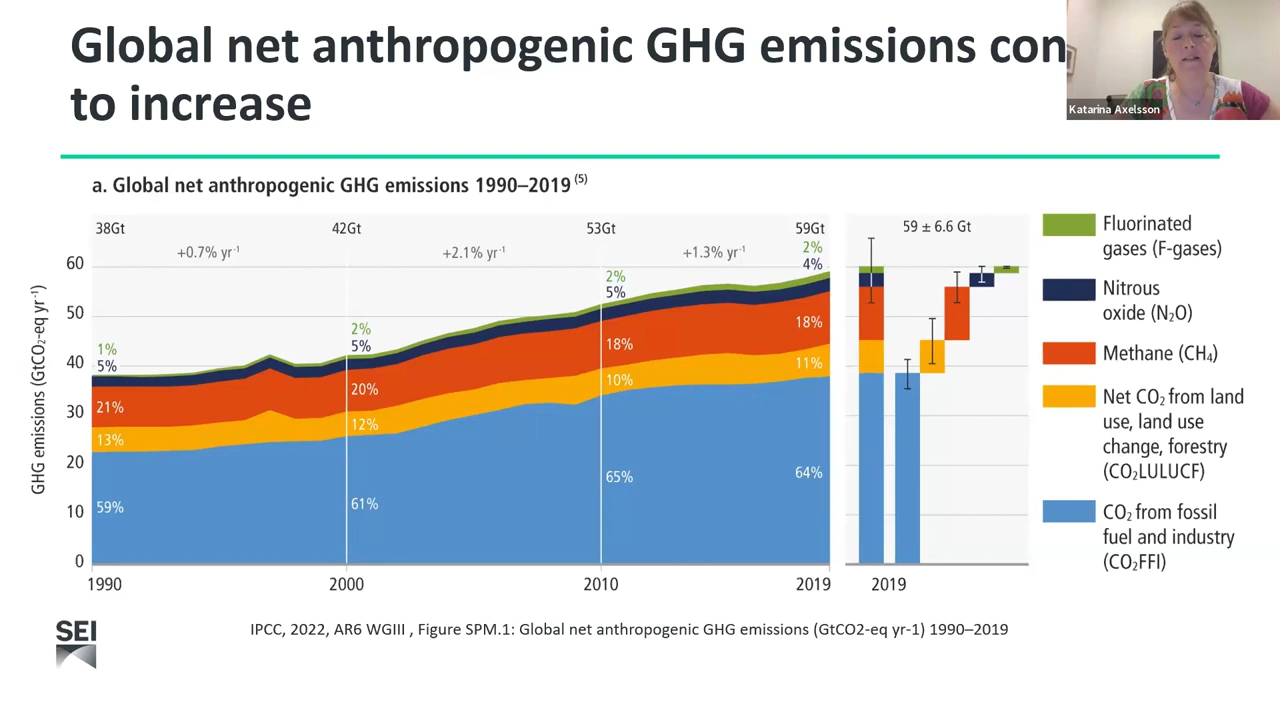 Global net anthropogenic GHG emissions con
to increase
Katarina Axelsson
a. Global net anthropogenic GHG emissions 1990–2019 (5)
38Gt 42Gt 53Gt 59Gt
+0.7% yr⁻¹ +2.1% yr⁻¹ +1.3% yr⁻¹
GHG emissions (GtCO₂-eq yr⁻¹)
60
50
40
30
20
10
0
1%
5%
21%
13%
59%
2%
5%
20%
12%
61%
2%
5%
18%
10%
65%
2%
4%
18%
11%
64%
1990 2000 2010 2019
59 ± 6.6 Gt
2019
Fluorinated
gases (F-gases)
Nitrous
oxide (N₂O)
Methane (CH₄)
Net CO₂ from land
use, land use
change, forestry
(CO₂LULUCF)
CO₂ from fossil
fuel and industry
(CO₂FFI)
SEI
IPCC, 2022, AR6 WGIII , Figure SPM.1: Global net anthropogenic GHG emissions (GtCO2-eq yr-1) 1990–2019